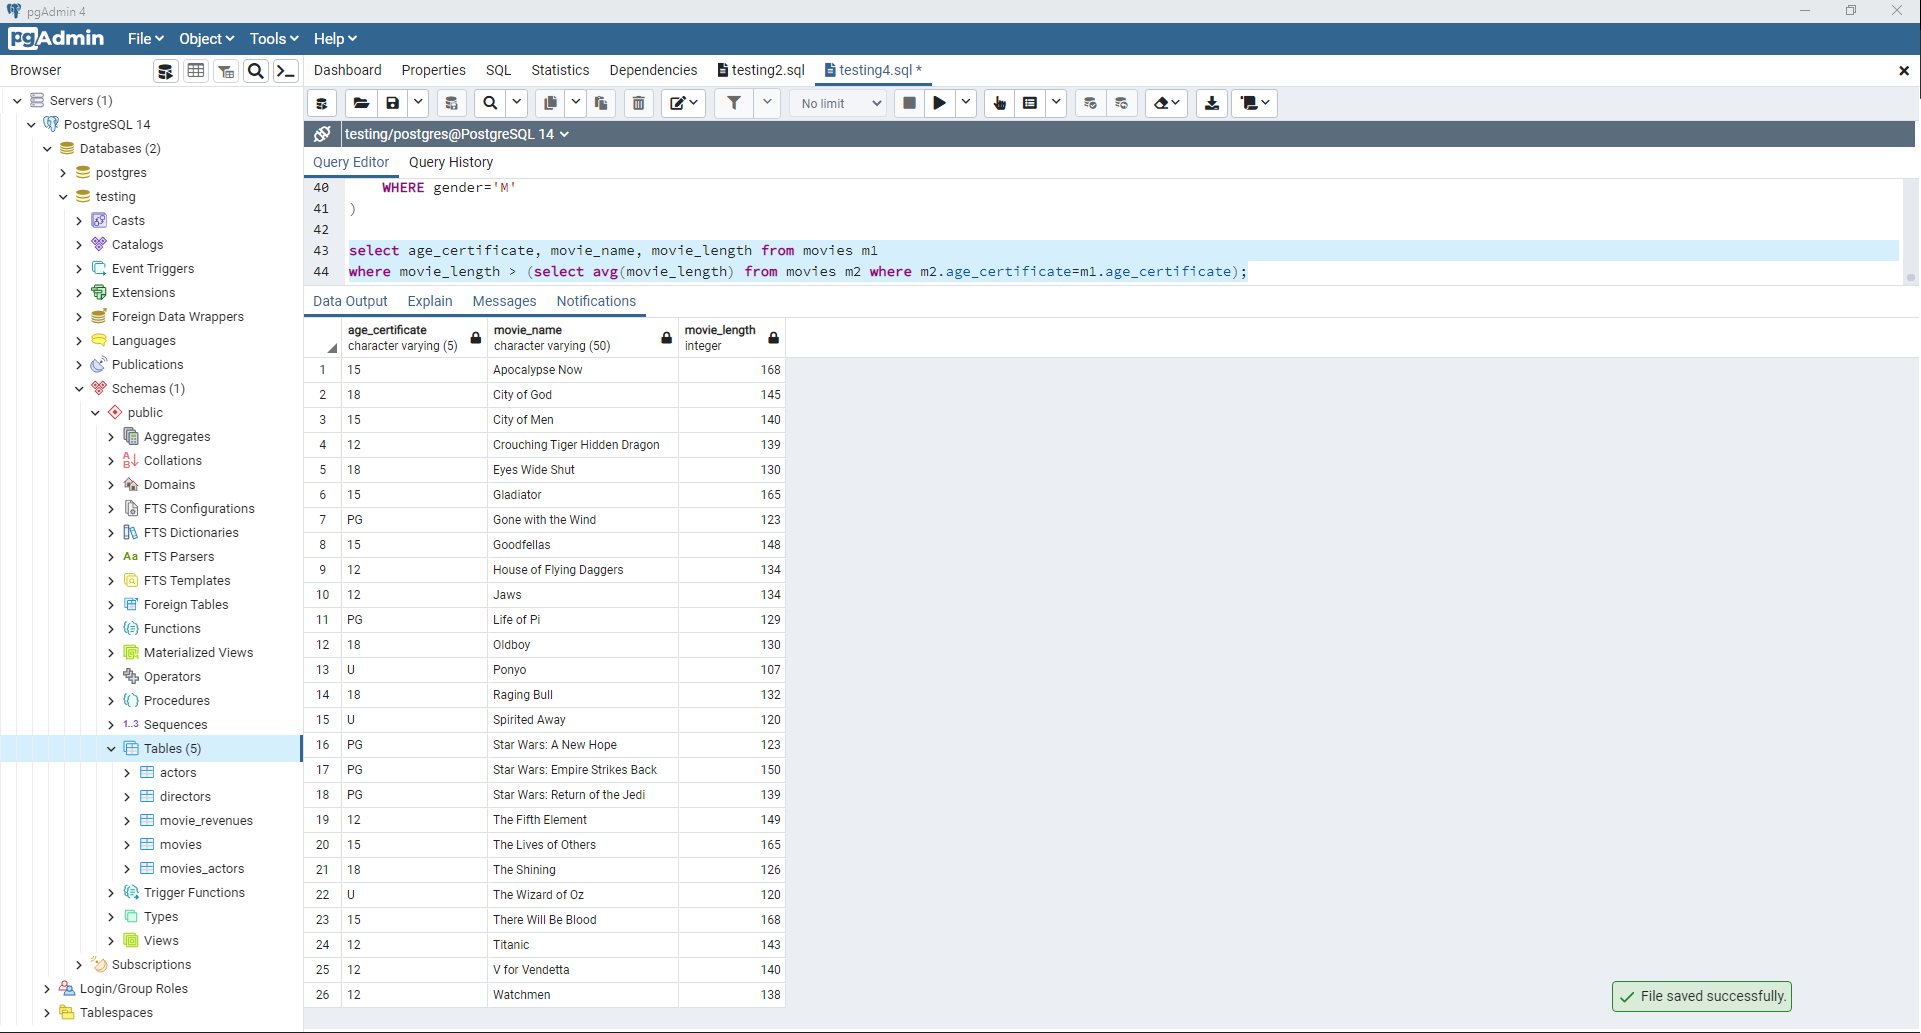 pgAdmin 4
pgAdmin File Object Tools Help
Browser
Dashboard Properties SQL Statistics Dependencies testing2.sql testing4.sql *
No limit
testing/postgres@PostgreSQL 14
Query Editor Query History
Servers (1)
PostgreSQL 14
Databases (2)
postgres
testing
Casts
Catalogs
Event Triggers
Extensions
Foreign Data Wrappers
Languages
Publications
Schemas (1)
public
Aggregates
Collations
Domains
FTS Configurations
FTS Dictionaries
Aa FTS Parsers
FTS Templates
Foreign Tables
Functions
Materialized Views
Operators
Procedures
1..3 Sequences
Tables (5)
actors
directors
movie_revenues
movies
movies_actors
Trigger Functions
Types
Views
Subscriptions
Login/Group Roles
Tablespaces
40 WHERE gender='M'
41 )
42
43 select age_certificate, movie_name, movie_length from movies m1
44 where movie_length > (select avg(movie_length) from movies m2 where m2.age_certificate=m1.age_certificate);
Data Output Explain Messages Notifications
age_certificate movie_name movie_length
character varying (5) character varying (50) integer
1 15 Apocalypse Now 168
2 18 City of God 145
3 15 City of Men 140
4 12 Crouching Tiger Hidden Dragon 139
5 18 Eyes Wide Shut 130
6 15 Gladiator 165
7 PG Gone with the Wind 123
8 15 Goodfellas 148
9 12 House of Flying Daggers 134
10 12 Jaws 134
11 PG Life of Pi 129
12 18 Oldboy 130
13 U Ponyo 107
14 18 Raging Bull 132
15 U Spirited Away 120
16 PG Star Wars: A New Hope 123
17 PG Star Wars: Empire Strikes Back 150
18 PG Star Wars: Return of the Jedi 139
19 12 The Fifth Element 149
20 15 The Lives of Others 165
21 18 The Shining 126
22 U The Wizard of Oz 120
23 15 There Will Be Blood 168
24 12 Titanic 143
25 12 V for Vendetta 140
26 12 Watchmen 138
File saved successfully.